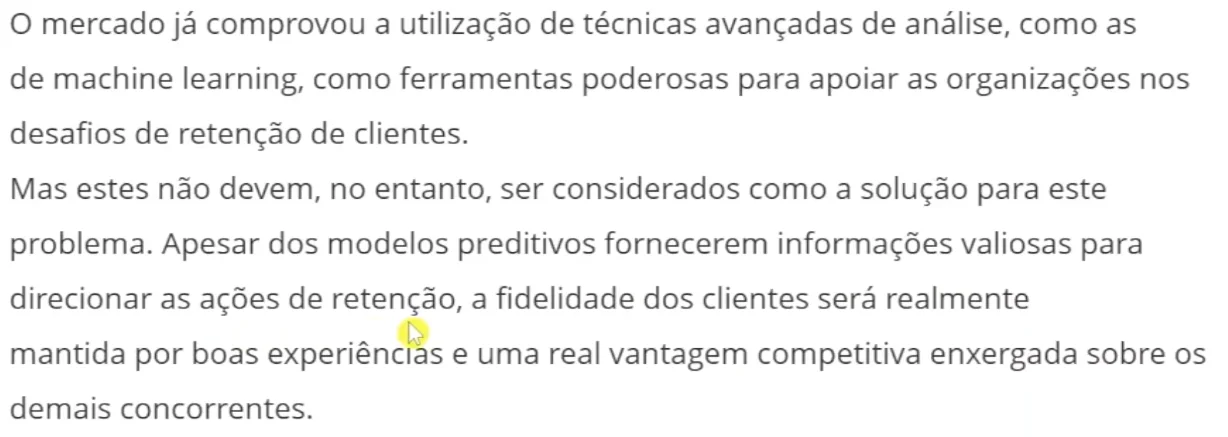 O mercado já comprovou a utilização de técnicas avançadas de análise, como as
de machine learning, como ferramentas poderosas para apoiar as organizações nos
desafios de retenção de clientes.
Mas estes não devem, no entanto, ser considerados como a solução para este
problema. Apesar dos modelos preditivos fornecerem informações valiosas para
direcionar as ações de retenção, a fidelidade dos clientes será realmente
mantida por boas experiências e uma real vantagem competitiva enxergada sobre os
demais concorrentes.